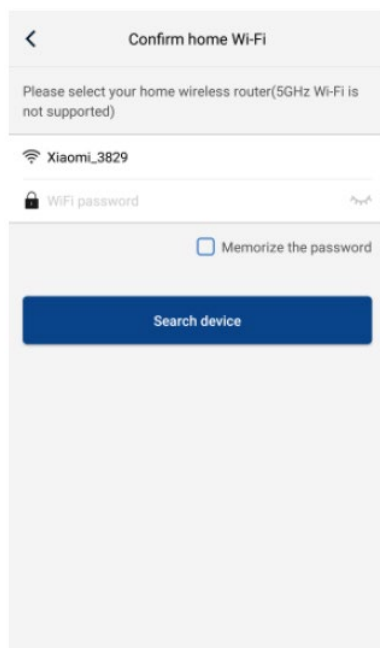 Confirm home Wi-Fi
Please select your home wireless router(5GHz Wi-Fi is
not supported)
Xiaomi_3829
WiFi password
Memorize the password
Search device